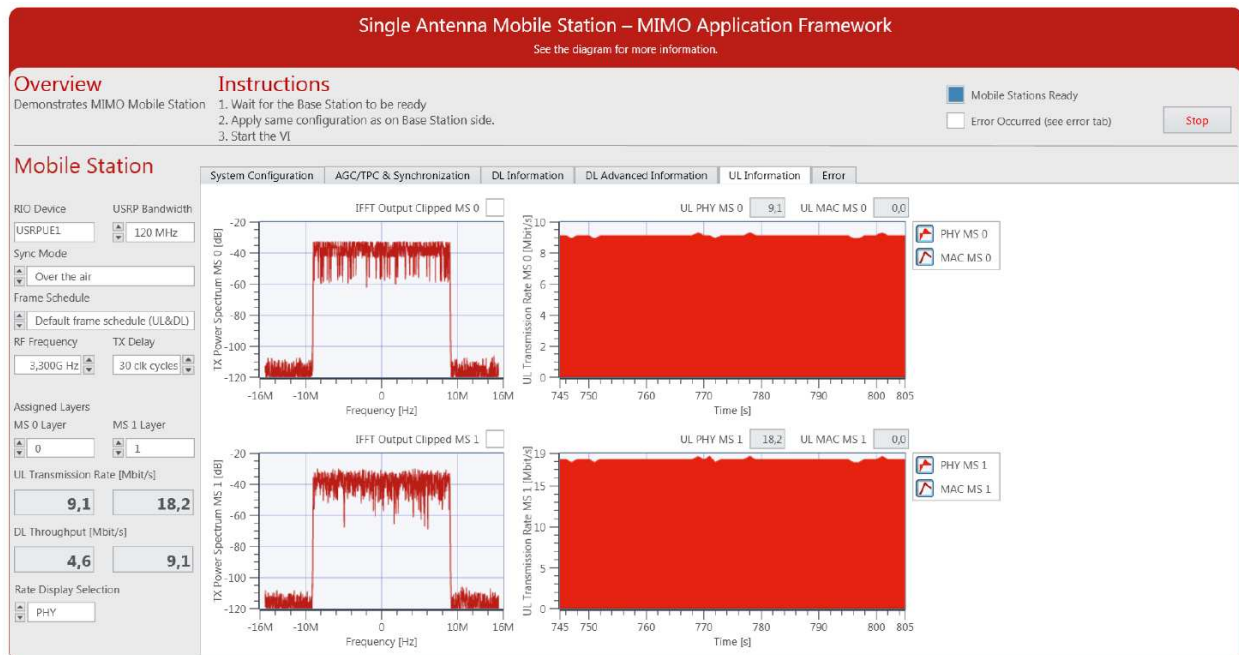 Single Antenna Mobile Station – MIMO Application Framework
See the diagram for more information.
Overview
Demonstrates MIMO Mobile Station
Instructions
1. Wait for the Base Station to be ready
2. Apply same configuration as on Base Station side.
3. Start the VI
Mobile Stations Ready
Error Occurred (see error tab)
Stop
Mobile Station
RIO Device
USRP Bandwidth
USRPUE1
120 MHz
Sync Mode
Over the air
Frame Schedule
Default frame schedule (UL&DL)
RF Frequency
TX Delay
3,300G Hz
30 clk cycles
Assigned Layers
MS 0 Layer
MS 1 Layer
0
1
UL Transmission Rate [Mbit/s]
9,1
18,2
DL Throughput [Mbit/s]
4,6
9,1
Rate Display Selection
PHY
System Configuration
AGC/TPC & Synchronization
DL Information
DL Advanced Information
UL Information
Error
IFFT Output Clipped MS 0
TX Power Spectrum MS 0 [dB]
-20
-40
-60
-80
-100
-120
-16M
-10M
0
10M
16M
Frequency [Hz]
UL PHY MS 0
9,1
UL MAC MS 0
0,0
UL Transmission Rate MS 0 [Mbit/s]
10
8
6
4
2
0
745
750
760
770
780
790
800
805
Time [s]
PHY MS 0
MAC MS 0
IFFT Output Clipped MS 1
TX Power Spectrum MS 1 [dB]
-20
-40
-60
-80
-100
-120
-16M
-10M
0
10M
16M
Frequency [Hz]
UL PHY MS 1
18,2
UL MAC MS 1
0,0
UL Transmission Rate MS 1 [Mbit/s]
19
15
10
5
0
745
750
760
770
780
790
800
805
Time [s]
PHY MS 1
MAC MS 1